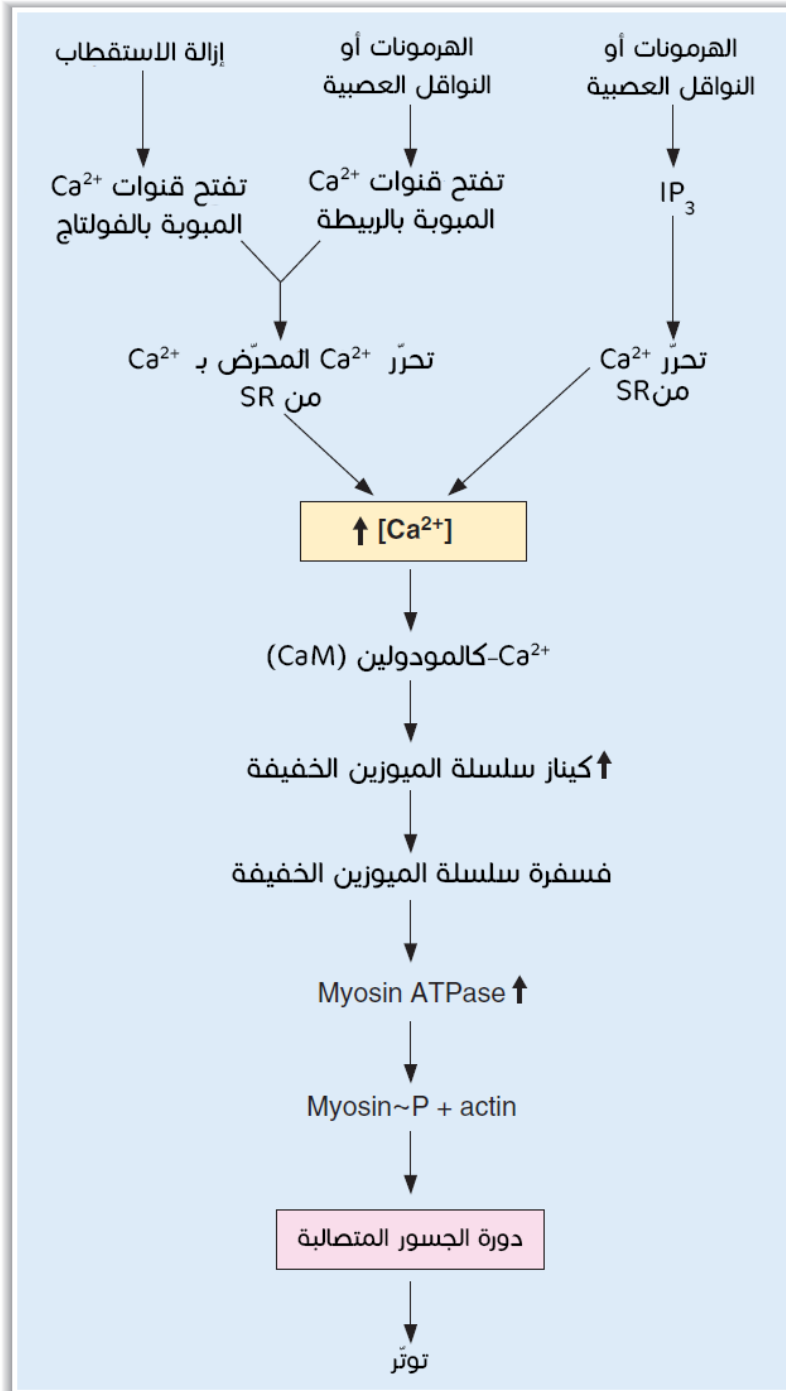 الهرمونات أو
النواقل العصبية
الهرمونات أو
النواقل العصبية
إزالة الاستقطاب
IP₃
تفتح قنوات Ca²⁺
المبوبة بالربيطة
تفتح قنوات Ca²⁺
المبوبة بالفولتاج
تحرّر Ca²⁺
من SR
تحرّر Ca²⁺ المحرّض بـ Ca²⁺
من SR
↑ [Ca²⁺]
Ca²⁺-كالمودولين (CaM)
↑ كيناز سلسلة الميوزين الخفيفة
فسفرة سلسلة الميوزين الخفيفة
Myosin ATPase ↑
Myosin~P + actin
دورة الجسور المتصالبة
توتّر